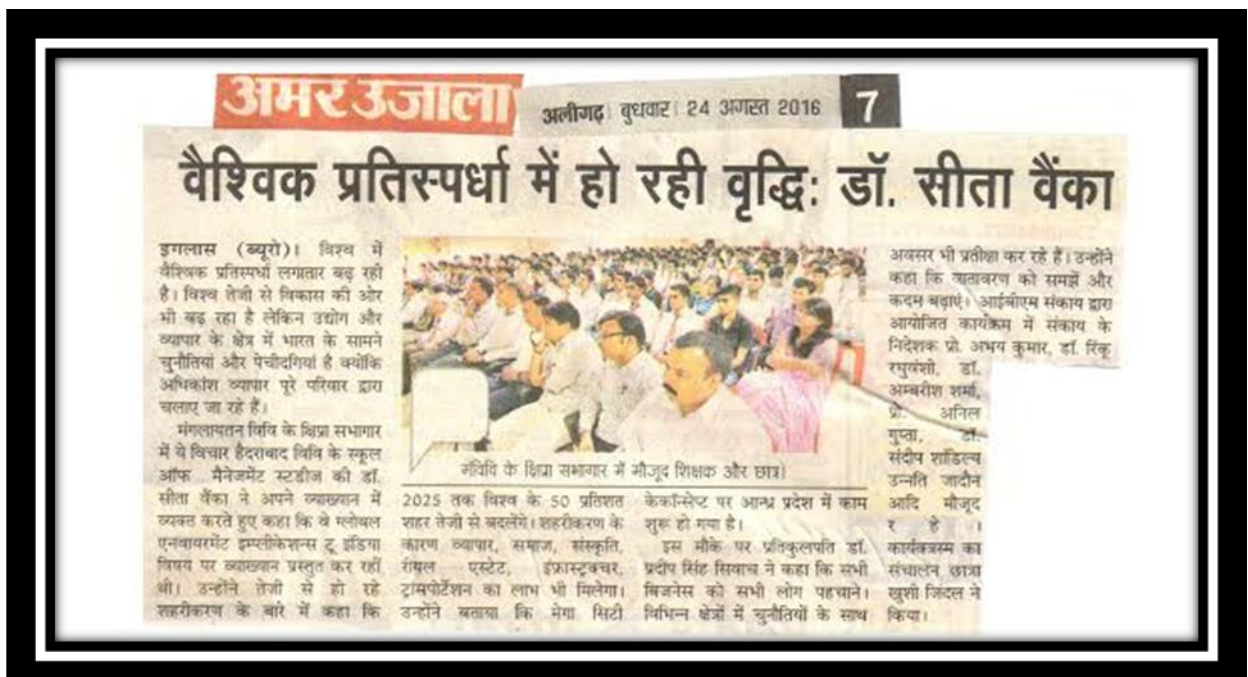 अमर उजाला
अलीगढ़। बुधवार। 24 अगस्त 2016
7
वैश्विक प्रतिस्पर्धा में हो रही वृद्धि: डॉ. सीता वैंका
इगलास (ब्यूरो)। विश्व में
वैश्विक प्रतिस्पर्धा लगातार बढ़ रही
है। विश्व तेजी से विकास की ओर
भी बढ़ रहा है लेकिन उद्योग और
व्यापार के क्षेत्र में भारत के सामने
चुनौतियां और पेचीदगियां है क्योंकि
अधिकांश व्यापार पूरे परिवार द्वारा
चलाए जा रहे हैं।
मंगलायतन विवि के क्षिप्रा सभागार
में ये विचार हैदराबाद विवि के स्कूल
ऑफ मैनेजमेंट स्टडीज की डॉ.
सीता वैंका ने अपने व्याख्यान में
व्यक्त करते हुए कहा कि वे ग्लोबल
एनवायरमेंट इम्प्लीकेशन्स टू इंडिया
विषय पर व्याख्यान प्रस्तुत कर रहीं
थी। उन्होंने तेजी से हो रहे
शहरीकरण के बारे में कहा कि
मंविवि के क्षिप्रा सभागार में मौजूद शिक्षक और छात्र।
2025 तक विश्व के 50 प्रतिशत
शहर तेजी से बदलेंगे। शहरीकरण के
कारण व्यापार, समाज, संस्कृति,
रीयल एस्टेट, इंफ्रास्ट्रक्चर,
ट्रांसपोर्टेशन का लाभ भी मिलेगा।
उन्होंने बताया कि मेगा सिटी
केकॉन्सेप्ट पर आन्ध्र प्रदेश में काम
शुरू हो गया है।
इस मौके पर प्रतिकुलपति डॉ.
प्रदीप सिंह सिवाच ने कहा कि सभी
बिजनेस को सभी लोग पहचाने।
विभिन्न क्षेत्रों में चुनौतियों के साथ
अवसर भी प्रतीक्षा कर रहे हैं। उन्होंने
कहा कि वातावरण को समझें और
कदम बढ़ाएं। आईबीएम संकाय द्वारा
आयोजित कार्यक्रम में संकाय के
निदेशक प्रो. अभय कुमार, डॉ. रिंकू
रघुवंशी, डॉ.
अम्बरीश शर्मा,
प्रो. अनिल
गुप्ता, डॉ.
संदीप शांडिल्य
उन्नति जादौन
आदि मौजूद
र हे ।
कार्यक्त्रस्म का
संचालन छात्रा
खुशी जिंदल ने
किया।